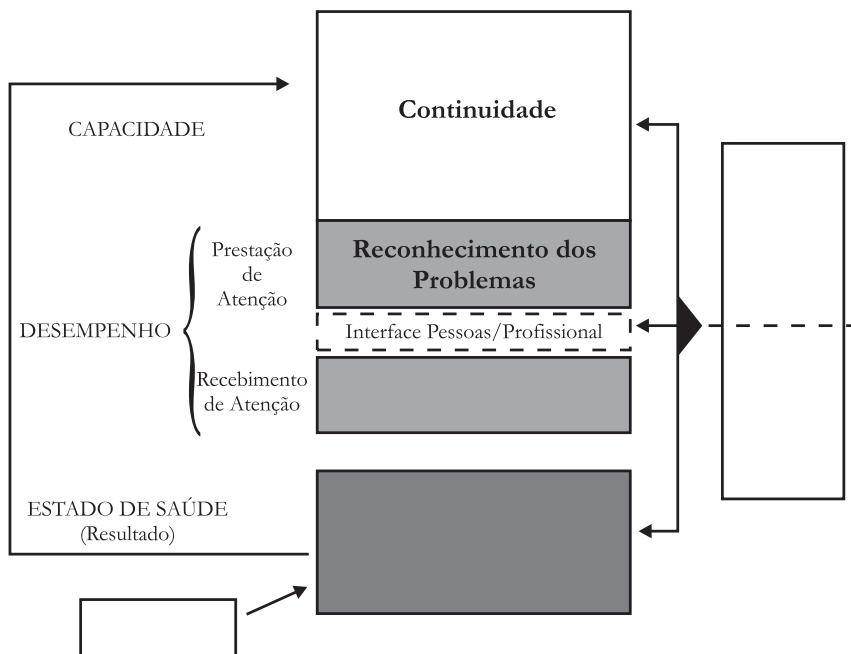 CAPACIDADE
Continuidade
DESEMPENHO
Prestação
de
Atenção
Reconhecimento dos
Problemas
Interface Pessoas/Profissional
Recebimento
de Atenção
ESTADO DE SAÚDE
(Resultado)